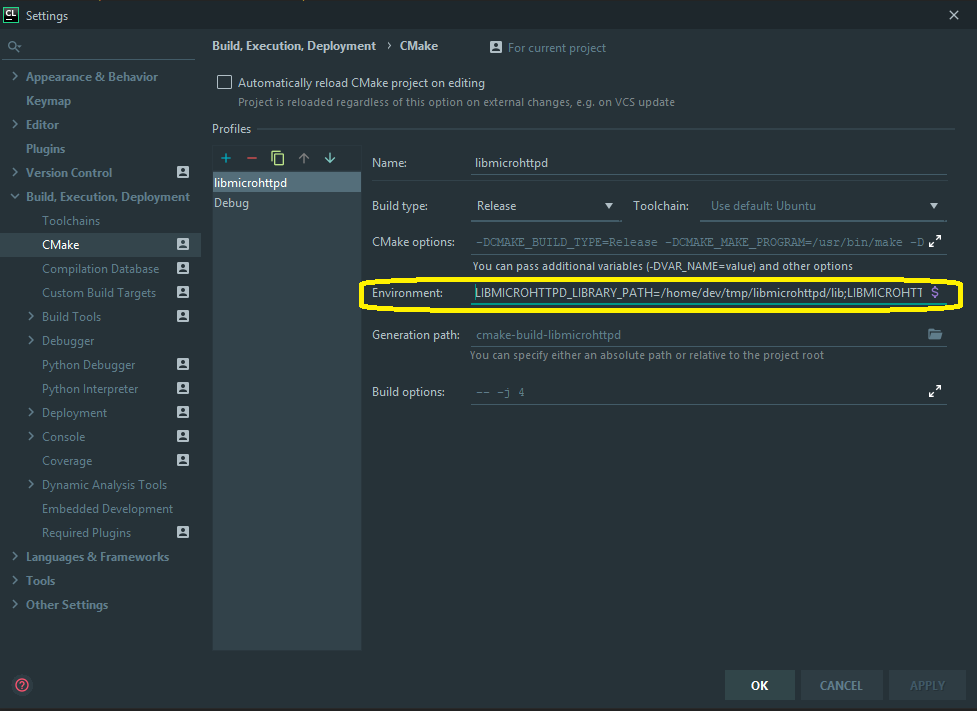 CL Settings
Build, Execution, Deployment › CMake For current project
Automatically reload CMake project on editing
Project is reloaded regardless of this option on external changes, e.g. on VCS update
Appearance & Behavior
Keymap
Editor
Plugins
Version Control
Build, Execution, Deployment
Toolchains
CMake
Compilation Database
Custom Build Targets
Build Tools
Debugger
Python Debugger
Python Interpreter
Deployment
Console
Coverage
Dynamic Analysis Tools
Embedded Development
Required Plugins
Languages & Frameworks
Tools
Other Settings
Profiles
libmicrohttpd
Debug
Name: libmicrohttpd
Build type: Release Toolchain: Use default: Ubuntu
CMake options: -DCMAKE_BUILD_TYPE=Release -DCMAKE_MAKE_PROGRAM=/usr/bin/make -D
You can pass additional variables (-DVAR_NAME=value) and other options
Environment: LIBMICROHTTPD_LIBRARY_PATH=/home/dev/tmp/libmicrohttpd/lib;LIBMICROHTT $
Generation path: cmake-build-libmicrohttpd
You can specify either an absolute path or relative to the project root
Build options: -- -j 4
? OK CANCEL APPLY